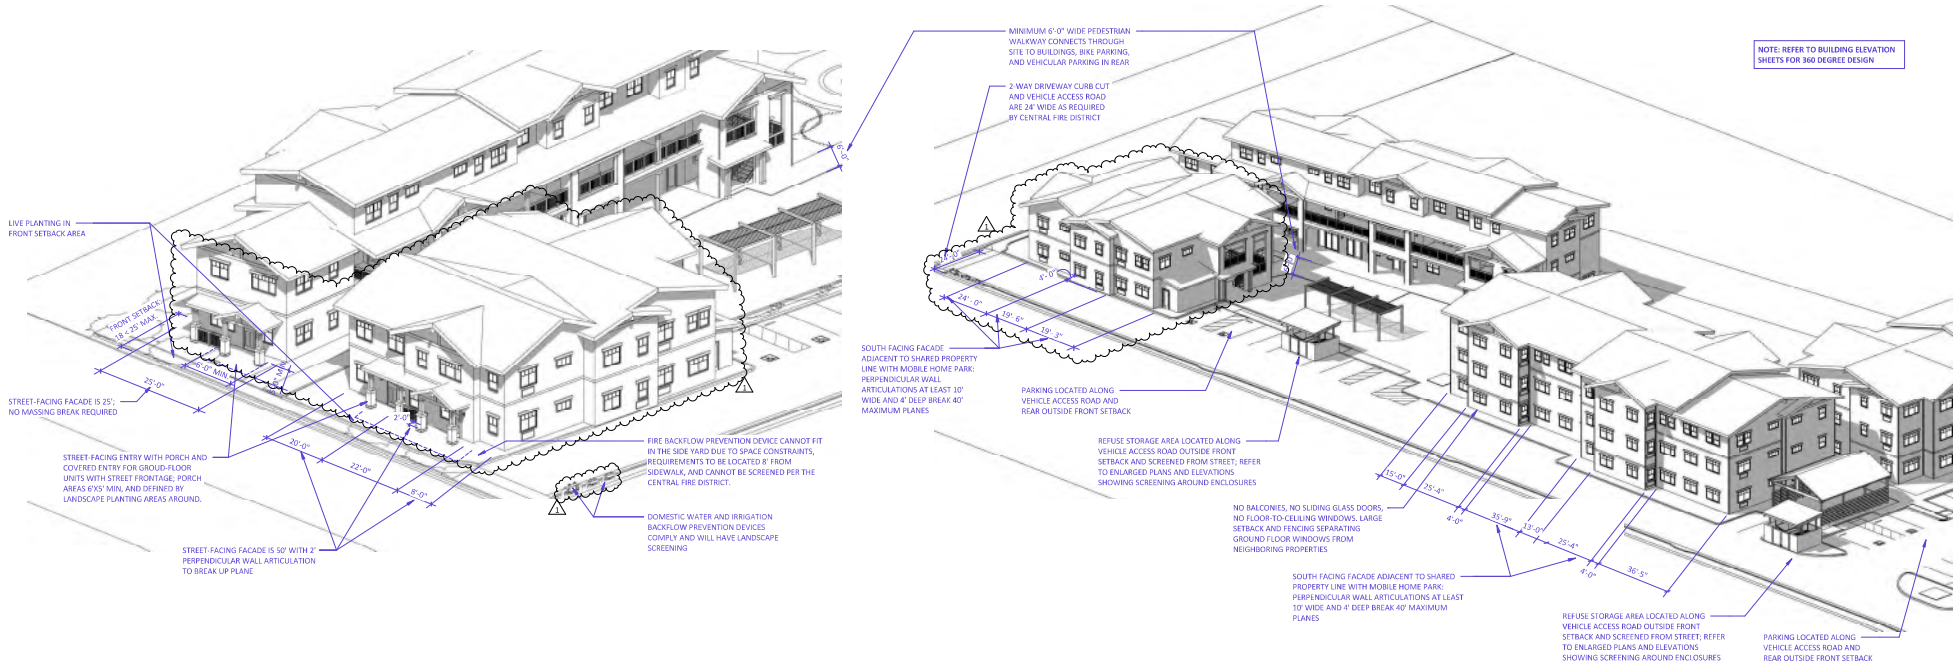 MINIMUM 6'-0" WIDE PEDESTRIAN
WALKWAY CONNECTS THROUGH
SITE TO BUILDINGS, BIKE PARKING,
AND VEHICULAR PARKING IN REAR
NOTE: REFER TO BUILDING ELEVATION
SHEETS FOR 360 DEGREE DESIGN
2-WAY DRIVEWAY CURB CUT
AND VEHICLE ACCESS ROAD
ARE 24' WIDE AS REQUIRED
BY CENTRAL FIRE DISTRICT
6'-0"
LIVE PLANTING IN
FRONT SETBACK AREA
1
4'-0"
24'-0"
19'-6"
19'-3"
FRONT SETBACK:
18 < 25' MAX.
6'-0" MIN.
25'-0"
STREET-FACING FACADE IS 25';
NO MASSING BREAK REQUIRED
1
2'-0"
SOUTH FACING FACADE
ADJACENT TO SHARED PROPERTY
LINE WITH MOBILE HOME PARK:
PERPENDICULAR WALL
ARTICULATIONS AT LEAST 10'
WIDE AND 4' DEEP BREAK 40'
MAXIMUM PLANES
PARKING LOCATED ALONG
VEHICLE ACCESS ROAD AND
REAR OUTSIDE FRONT SETBACK
STREET-FACING ENTRY WITH PORCH AND
COVERED ENTRY FOR GROUD-FLOOR
UNITS WITH STREET FRONTAGE; PORCH
AREAS 6'X5' MIN, AND DEFINED BY
LANDSCAPE PLANTING AREAS AROUND.
20'-0"
22'-0"
8'-0"
FIRE BACKFLOW PREVENTION DEVICE CANNOT FIT
IN THE SIDE YARD DUE TO SPACE CONSTRAINTS,
REQUIREMENTS TO BE LOCATED 8' FROM
SIDEWALK, AND CANNOT BE SCREENED PER THE
CENTRAL FIRE DISTRICT.
REFUSE STORAGE AREA LOCATED ALONG
VEHICLE ACCESS ROAD OUTSIDE FRONT
SETBACK AND SCREENED FROM STREET; REFER
TO ENLARGED PLANS AND ELEVATIONS
SHOWING SCREENING AROUND ENCLOSURES
1
DOMESTIC WATER AND IRRIGATION
BACKFLOW PREVENTION DEVICES
COMPLY AND WILL HAVE LANDSCAPE
SCREENING
STREET-FACING FACADE IS 50' WITH 2'
PERPENDICULAR WALL ARTICULATION
TO BREAK UP PLANE
15'-0"
25'-4"
4'-0"
35'-9"
13'-0"
25'-4"
4'-0"
36'-5"
NO BALCONIES, NO SLIDING GLASS DOORS,
NO FLOOR-TO-CELILING WINDOWS. LARGE
SETBACK AND FENCING SEPARATING
GROUND FLOOR WINDOWS FROM
NEIGHBORING PROPERTIES
SOUTH FACING FACADE ADJACENT TO SHARED
PROPERTY LINE WITH MOBILE HOME PARK:
PERPENDICULAR WALL ARTICULATIONS AT LEAST
10' WIDE AND 4' DEEP BREAK 40' MAXIMUM
PLANES
REFUSE STORAGE AREA LOCATED ALONG
VEHICLE ACCESS ROAD OUTSIDE FRONT
SETBACK AND SCREENED FROM STREET; REFER
TO ENLARGED PLANS AND ELEVATIONS
SHOWING SCREENING AROUND ENCLOSURES
PARKING LOCATED ALONG
VEHICLE ACCESS ROAD AND
REAR OUTSIDE FRONT SETBACK